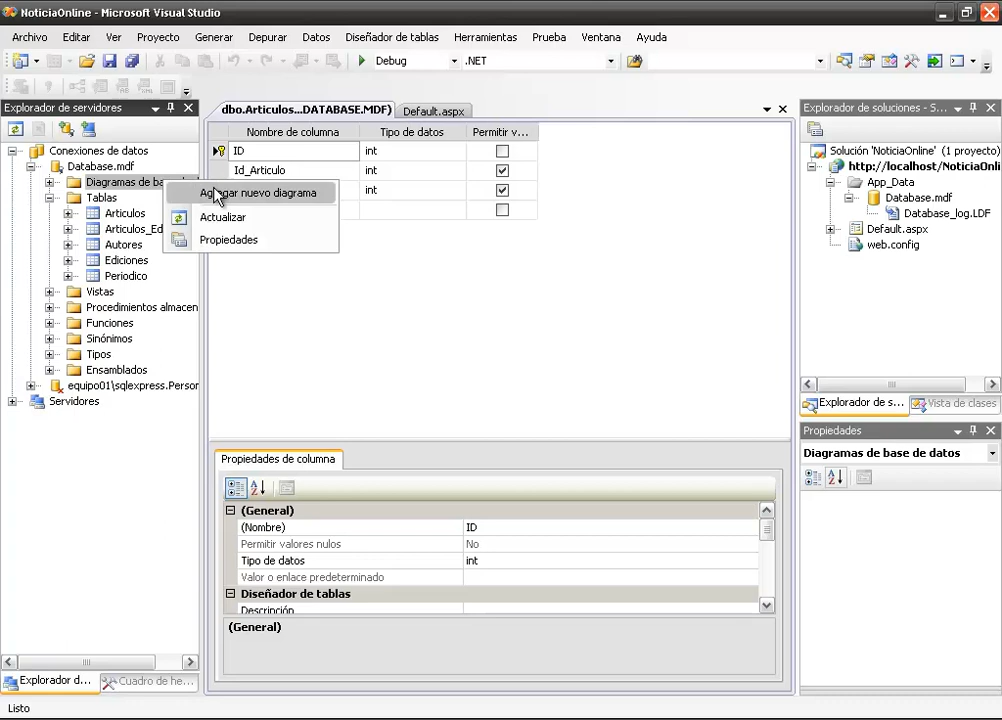 NoticiaOnline - Microsoft Visual Studio
Archivo Editar Ver Proyecto Generar Depurar Datos Diseñador de tablas Herramientas Prueba Ventana Ayuda
Debug .NET
Explorador de servidores
Conexiones de datos
Database.mdf
Diagramas de ba
Tablas
Articulos
Articulos_Ed
Autores
Ediciones
Periodico
Vistas
Procedimientos almacen
Funciones
Sinónimos
Tipos
Ensamblados
equipo01\sqlexpress.Person
Servidores
Explorador d... Cuadro de he...
Agregar nuevo diagrama
Actualizar
Propiedades
dbo.Articulos...DATABASE.MDF) Default.aspx
Nombre de columna Tipo de datos Permitir v...
ID int
Id_Articulo int
int
Propiedades de columna
(General)
(Nombre) ID
Permitir valores nulos No
Tipo de datos int
Valor o enlace predeterminado
Diseñador de tablas
Descripción
(General)
Explorador de soluciones - S...
Solución 'NoticiaOnline' (1 proyecto)
http://localhost/NoticiaOnli
App_Data
Database.mdf
Database_log.LDF
Default.aspx
web.config
Explorador de s... Vista de clases
Propiedades
Diagramas de base de datos
Listo